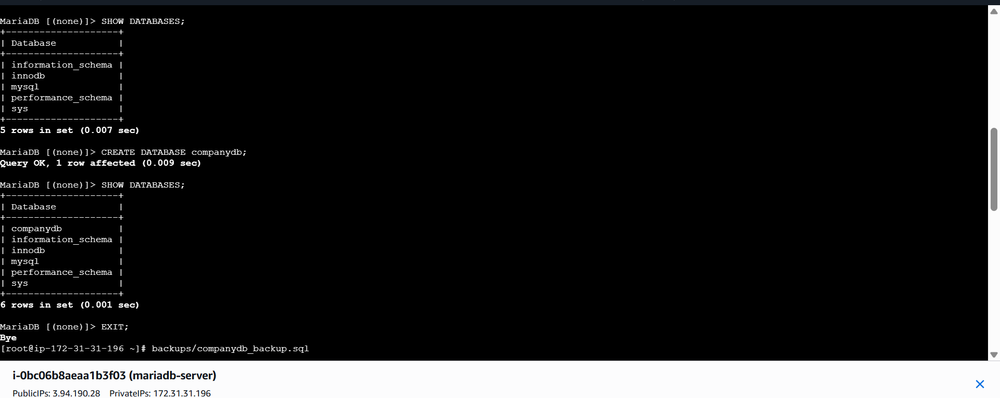 MariaDB [(none)]> SHOW DATABASES;
+--------------------+
| Database           |
+--------------------+
| information_schema |
| innodb             |
| mysql              |
| performance_schema |
| sys                |
+--------------------+
5 rows in set (0.007 sec)
MariaDB [(none)]> CREATE DATABASE companydb;
Query OK, 1 row affected (0.009 sec)
MariaDB [(none)]> SHOW DATABASES;
+--------------------+
| Database           |
+--------------------+
| companydb          |
| information_schema |
| innodb             |
| mysql              |
| performance_schema |
| sys                |
+--------------------+
6 rows in set (0.001 sec)
MariaDB [(none)]> EXIT;
Bye
[root@ip-172-31-31-196 ~]# backups/companydb_backup.sql
i-0bc06b8aeaa1b3f03 (mariadb-server)
PublicIPs: 3.94.190.28    PrivateIPs: 172.31.31.196